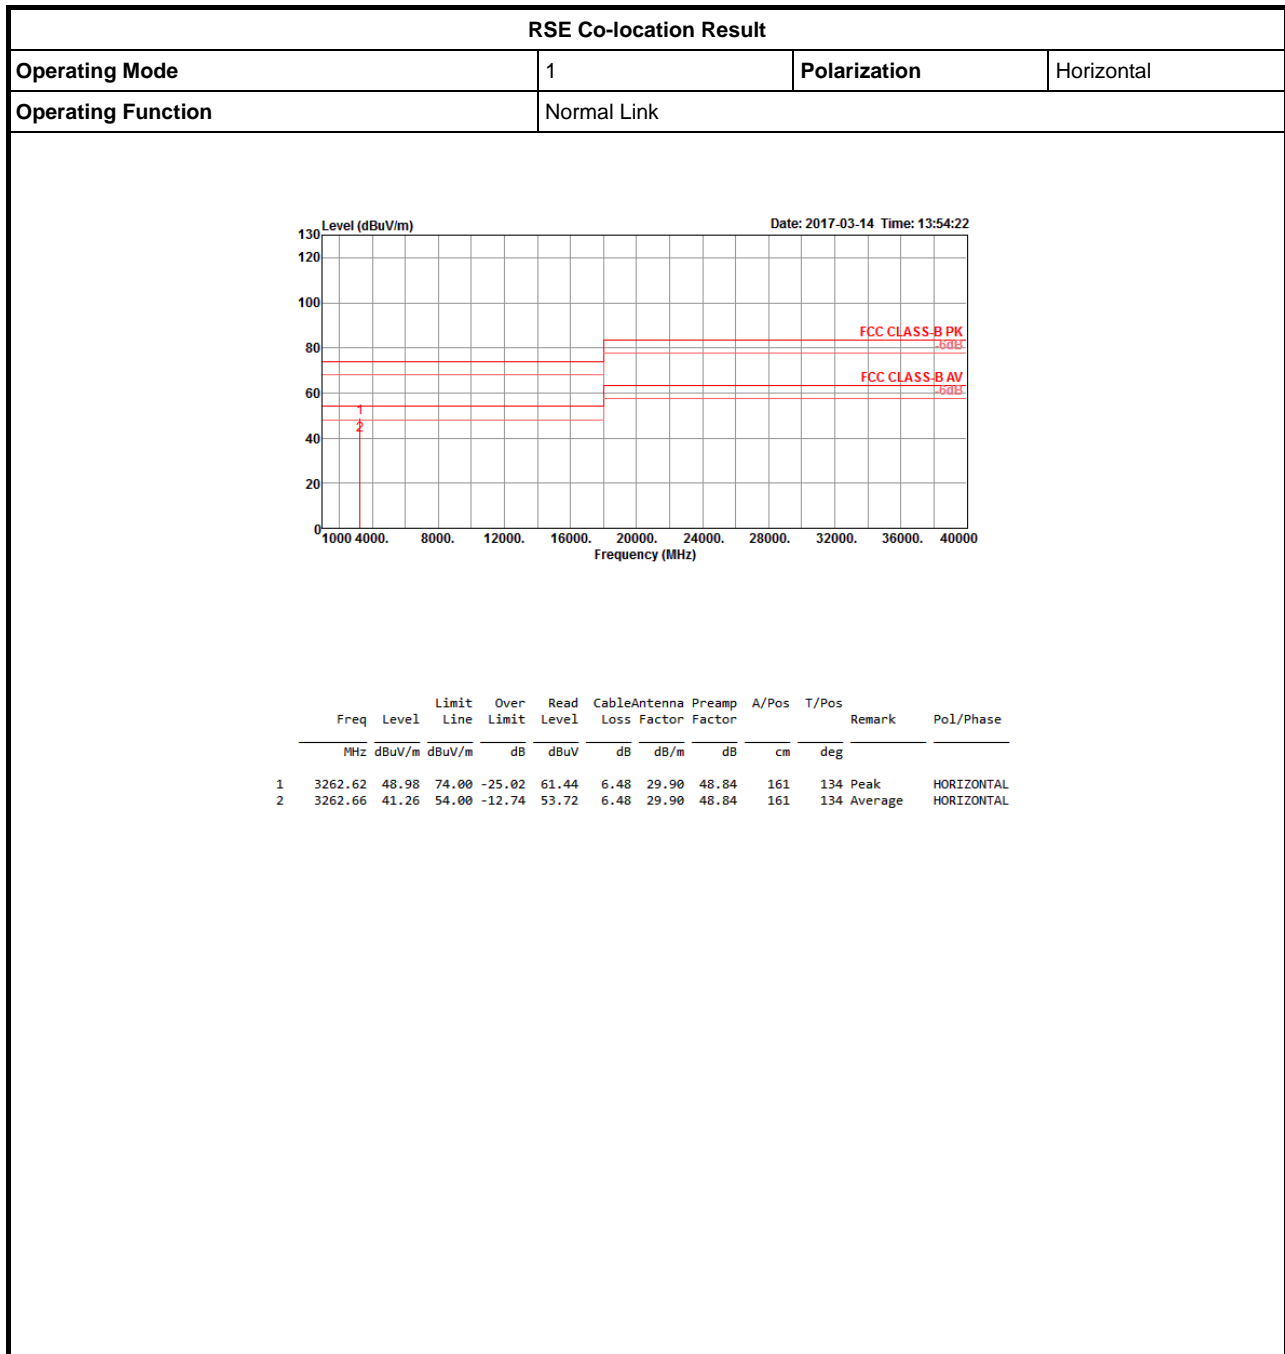 RSE Co-location Result
Operating Mode 1 Polarization Horizontal
Operating Function Normal Link
Level (dBuV/m) Date: 2017-03-14 Time: 13:54:22
130
120
100
FCC CLASS-B PK
80
-6dB
FCC CLASS-B AV
60
-6dB
1
2
40
20
0
1000 4000. 8000. 12000. 16000. 20000. 24000. 28000. 32000. 36000. 40000
Frequency (MHz)
Limit Over Read CableAntenna Preamp A/Pos T/Pos
Freq Level Line Limit Level Loss Factor Factor Remark Pol/Phase
MHz dBuV/m dBuV/m dB dBuV dB dB/m dB cm deg
1 3262.62 48.98 74.00 -25.02 61.44 6.48 29.90 48.84 161 134 Peak HORIZONTAL
2 3262.66 41.26 54.00 -12.74 53.72 6.48 29.90 48.84 161 134 Average HORIZONTAL